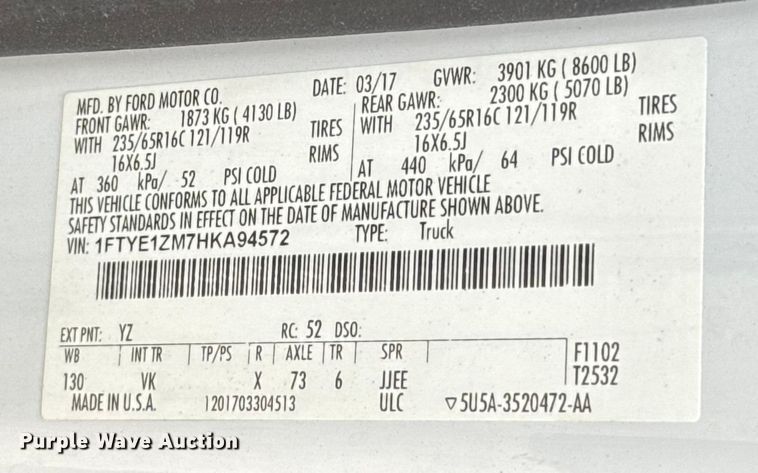 MFD. BY FORD MOTOR CO. DATE: 03/17 GVWR: 3901 KG ( 8600 LB)
FRONT GAWR: 1873 KG ( 4130 LB) REAR GAWR: 2300 KG ( 5070 LB)
WITH 235/65R16C 121/119R TIRES WITH 235/65R16C 121/119R TIRES
16X6.5J RIMS 16X6.5J RIMS
AT 360 kPa/ 52 PSI COLD AT 440 kPa/ 64 PSI COLD
THIS VEHICLE CONFORMS TO ALL APPLICABLE FEDERAL MOTOR VEHICLE
SAFETY STANDARDS IN EFFECT ON THE DATE OF MANUFACTURE SHOWN ABOVE.
VIN: 1FTYE1ZM7HKA94572 TYPE: Truck
EXT PNT: YZ RC: 52 DSO:
WB INT TR TP/PS R AXLE TR SPR F1102
130 VK X 73 6 JJEE T2532
MADE IN U.S.A. 1201703304513 ULC ▽5U5A-3520472-AA
Purple Wave Auction